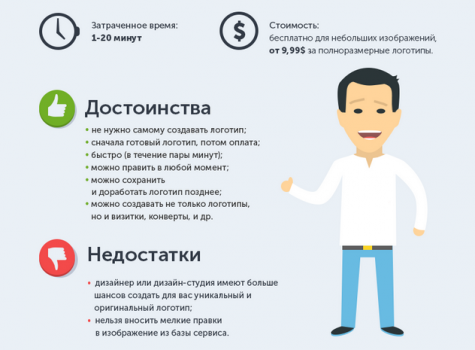 Затраченное время:
1-20 минут
Стоимость:
бесплатно для небольших изображений,
от 9,99$ за полноразмерные логотипы.
$
Достоинства
• не нужно самому создавать логотип;
• сначала готовый логотип, потом оплата;
• быстро (в течение пары минут);
• можно править в любой момент;
• можно сохранить
и доработать логотип позднее;
• можно создавать не только логотипы,
но и визитки, конверты, и др.
Недостатки
• дизайнер или дизайн-студия имеют больше
шансов создать для вас уникальный и
оригинальный логотип;
• нельзя вносить мелкие правки
в изображение из базы сервиса.